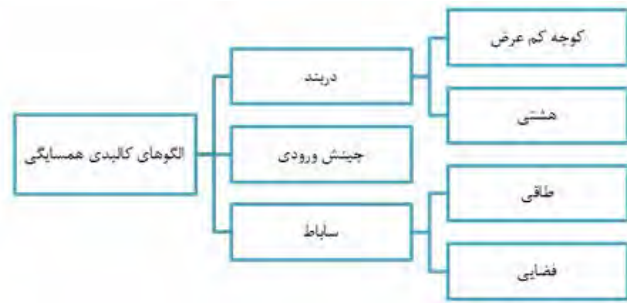 الگوهای کالبدی همسایگی
دربند
کوچه کم عرض
هشتی
چینش ورودی
ساباط
طاقی
فضایی